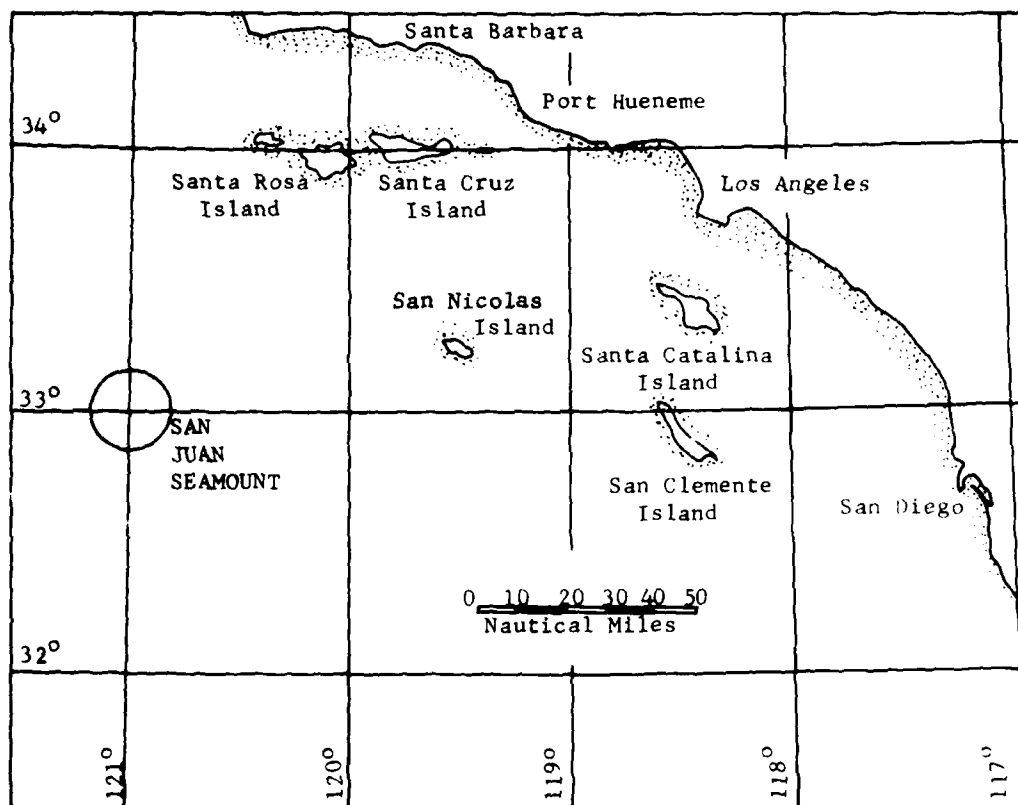 Santa Barbara
Port Hueneme
34°
Santa Rosa
Island
Santa Cruz
Island
Los Angeles
San Nicolas
Island
Santa Catalina
Island
33°
SAN
JUAN
SEAMOUNT
San Clemente
Island
San Diego
0 10 20 30 40 50
Nautical Miles
32°
121°
120°
119°
118°
117°